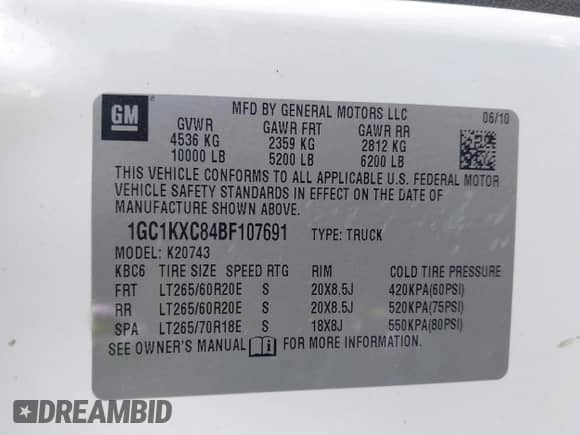 GM
MFD BY GENERAL MOTORS LLC 06/10
GVWR GAWR FRT GAWR RR
4536 KG 2359 KG 2812 KG
10000 LB 5200 LB 6200 LB
THIS VEHICLE CONFORMS TO ALL APPLICABLE U.S. FEDERAL MOTOR
VEHICLE SAFETY STANDARDS IN EFFECT ON THE DATE OF
MANUFACTURE SHOWN ABOVE.
1GC1KXC84BF107691 TYPE: TRUCK
MODEL: K20743
KBC6 TIRE SIZE SPEED RTG RIM COLD TIRE PRESSURE
FRT LT265/60R20E S 20X8.5J 420KPA(60PSI)
RR LT265/60R20E S 20X8.5J 520KPA(75PSI)
SPA LT265/70R18E S 18X8J 550KPA(80PSI)
SEE OWNER'S MANUAL FOR MORE INFORMATION.
DREAMBID